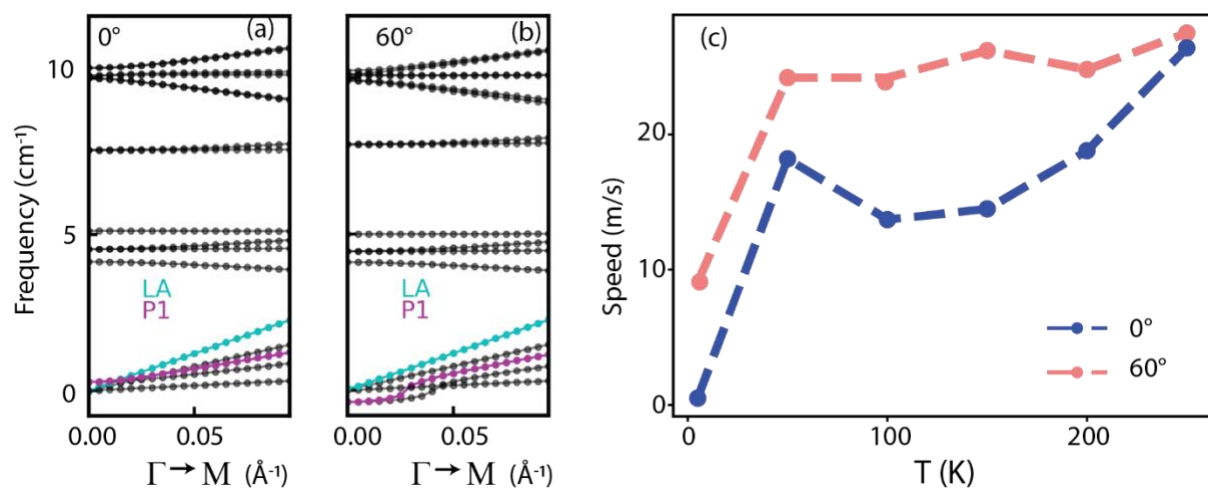 0° (a)
60° (b)
(c)
Frequency (cm⁻¹)
10
5
0
LA
P1
LA
P1
0.00 0.05
0.00 0.05
Γ→M (Å⁻¹)
Γ→M (Å⁻¹)
Speed (m/s)
20
10
0
0°
60°
0 100 200
T (K)